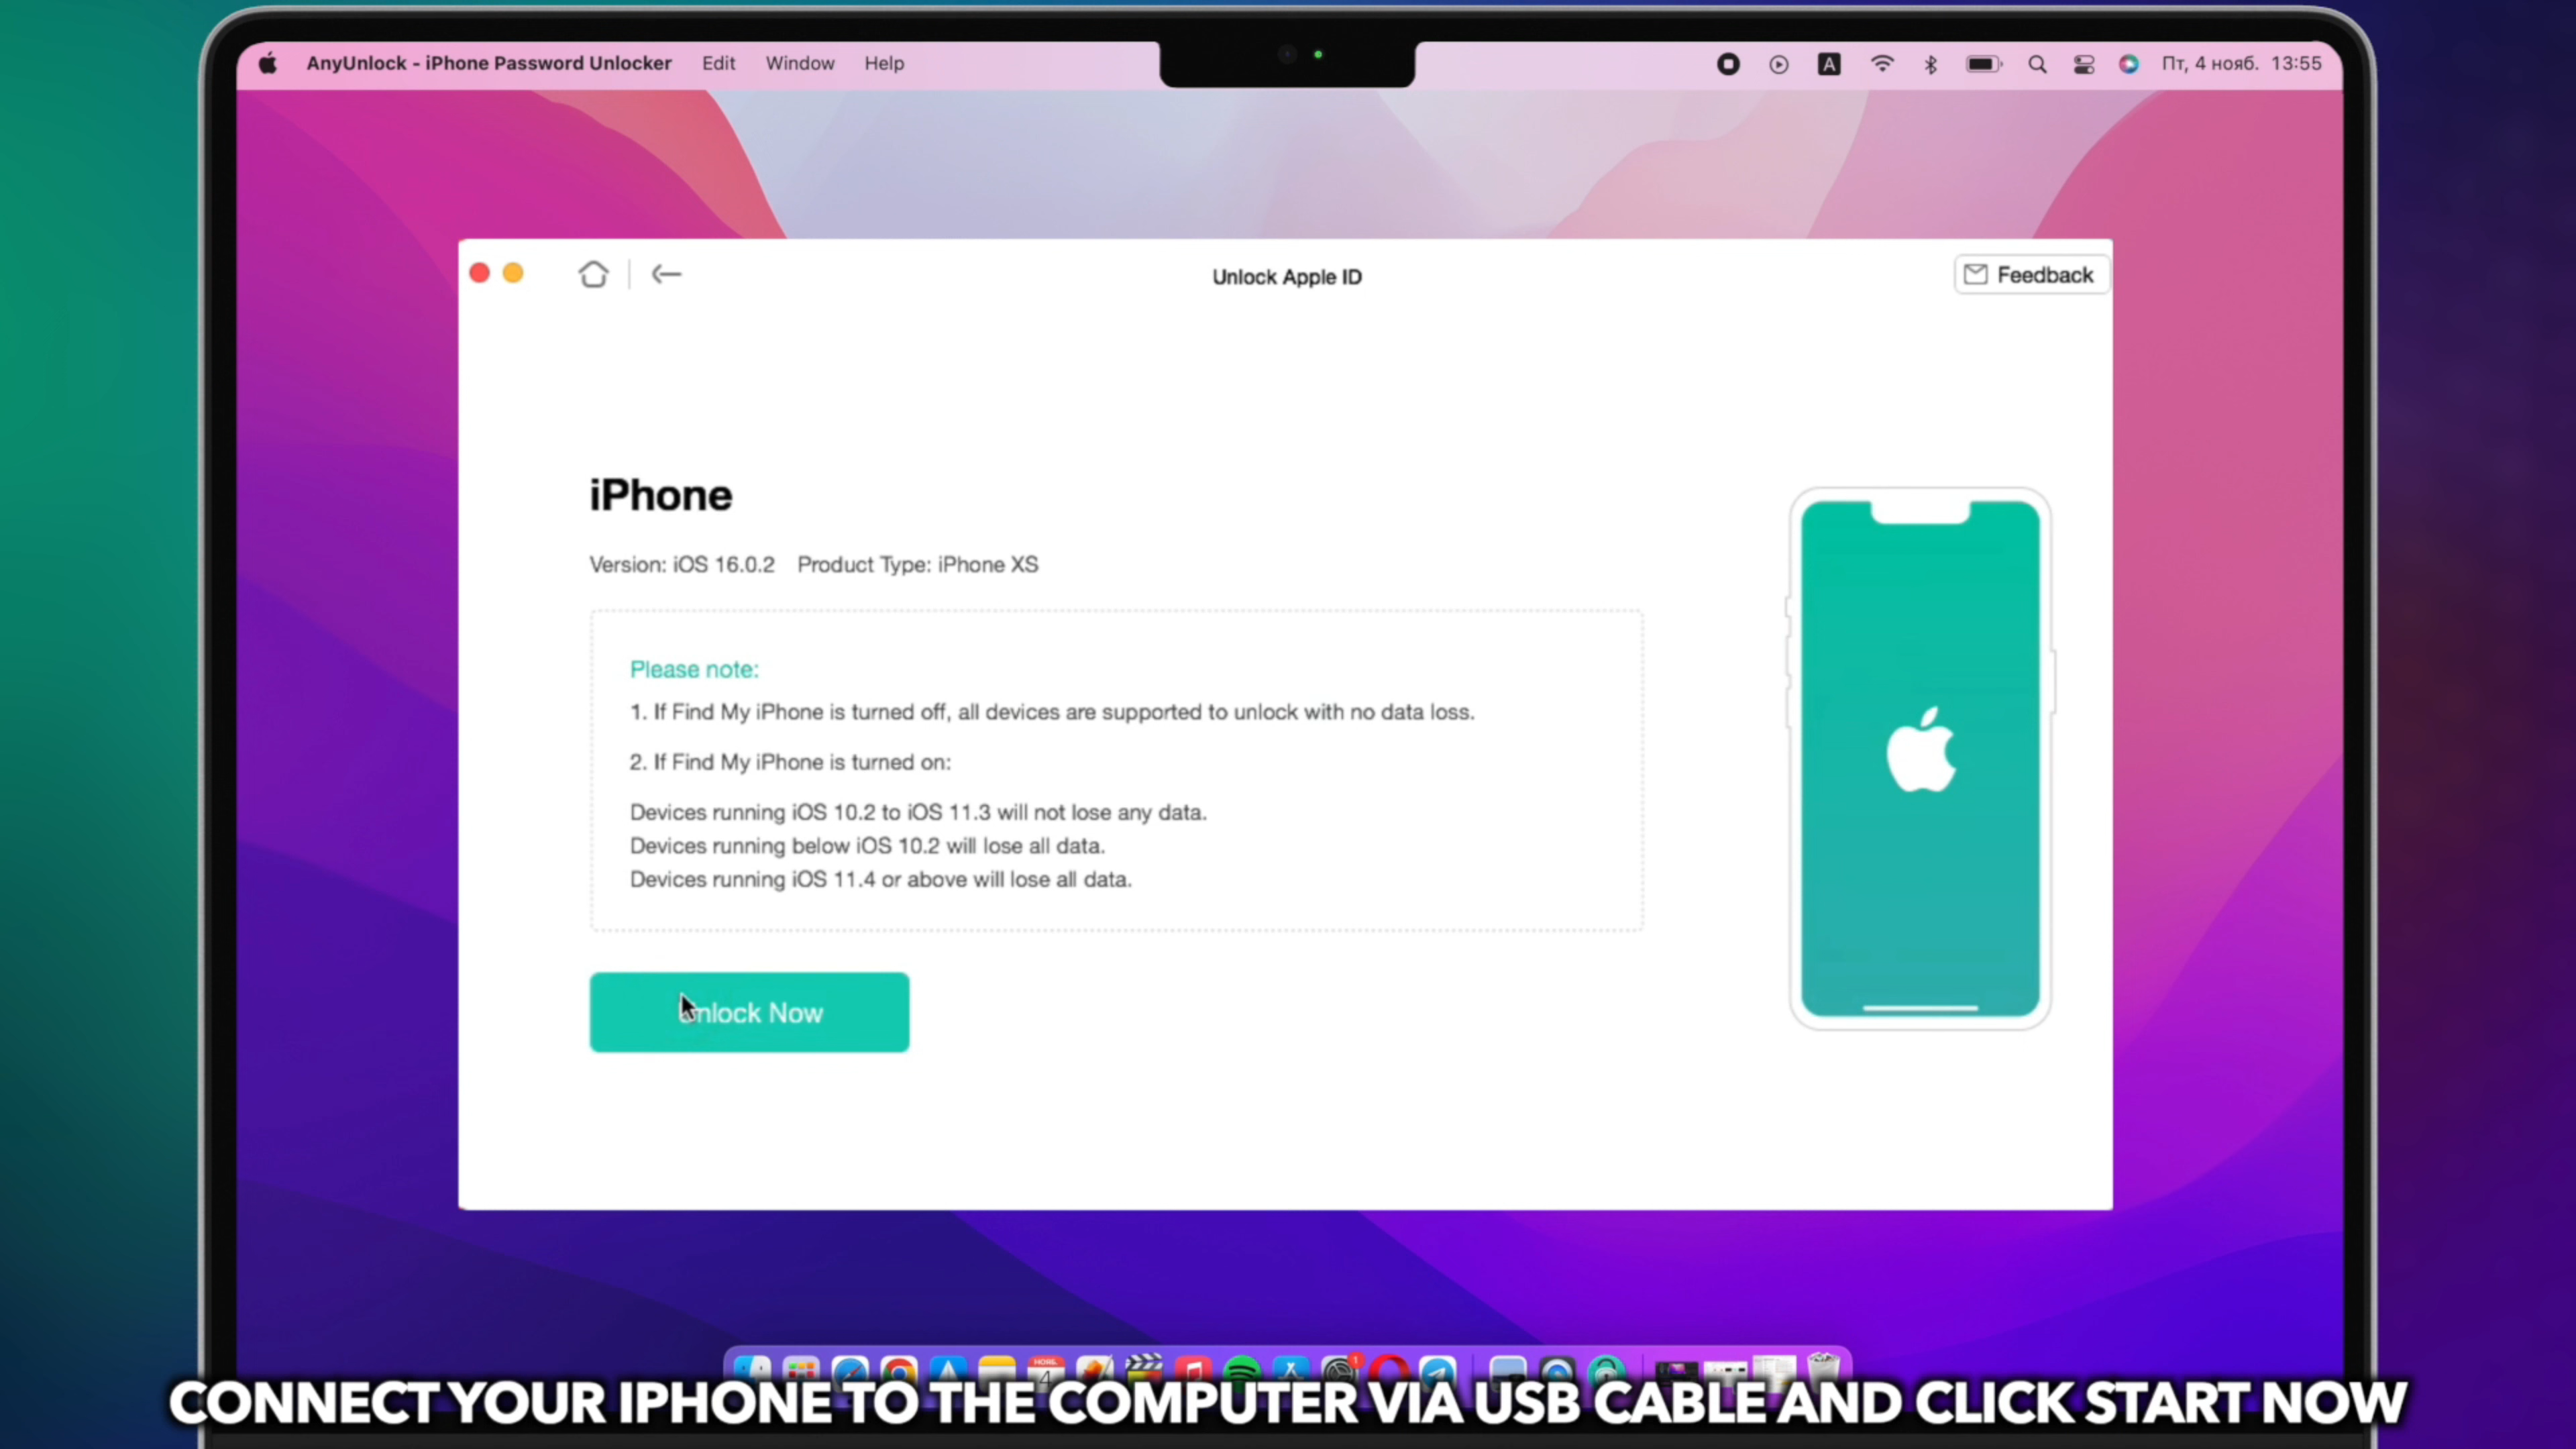 AnyUnlock - iPhone Password Unlocker Edit Window Help A Пт, 4 нояб. 13:55
Unlock Apple ID
Feedback
iPhone
Version: iOS 16.0.2 Product Type: iPhone XS
Please note:
1. If Find My iPhone is turned off, all devices are supported to unlock with no data loss.
2. If Find My iPhone is turned on:
Devices running iOS 10.2 to iOS 11.3 will not lose any data.
Devices running below iOS 10.2 will lose all data.
Devices running iOS 11.4 or above will lose all data.
Unlock Now
НОЯБ. 1
4
CONNECT YOUR IPHONE TO THE COMPUTER VIA USB CABLE AND CLICK START NOW